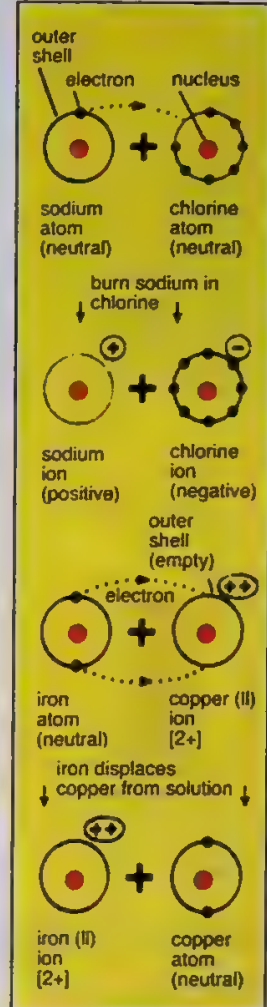 outer
shell
electron nucleus
+
sodium chlorine
atom atom
(neutral) (neutral)
burn sodium in
chlorine
+ −
+
sodium chlorine
ion ion
(positive) (negative)
outer
shell
(empty)
++
electron
+
iron copper (II)
atom ion
(neutral) [2+]
iron displaces
copper from solution
++
+
iron (II) copper
ion atom
[2+] (neutral)